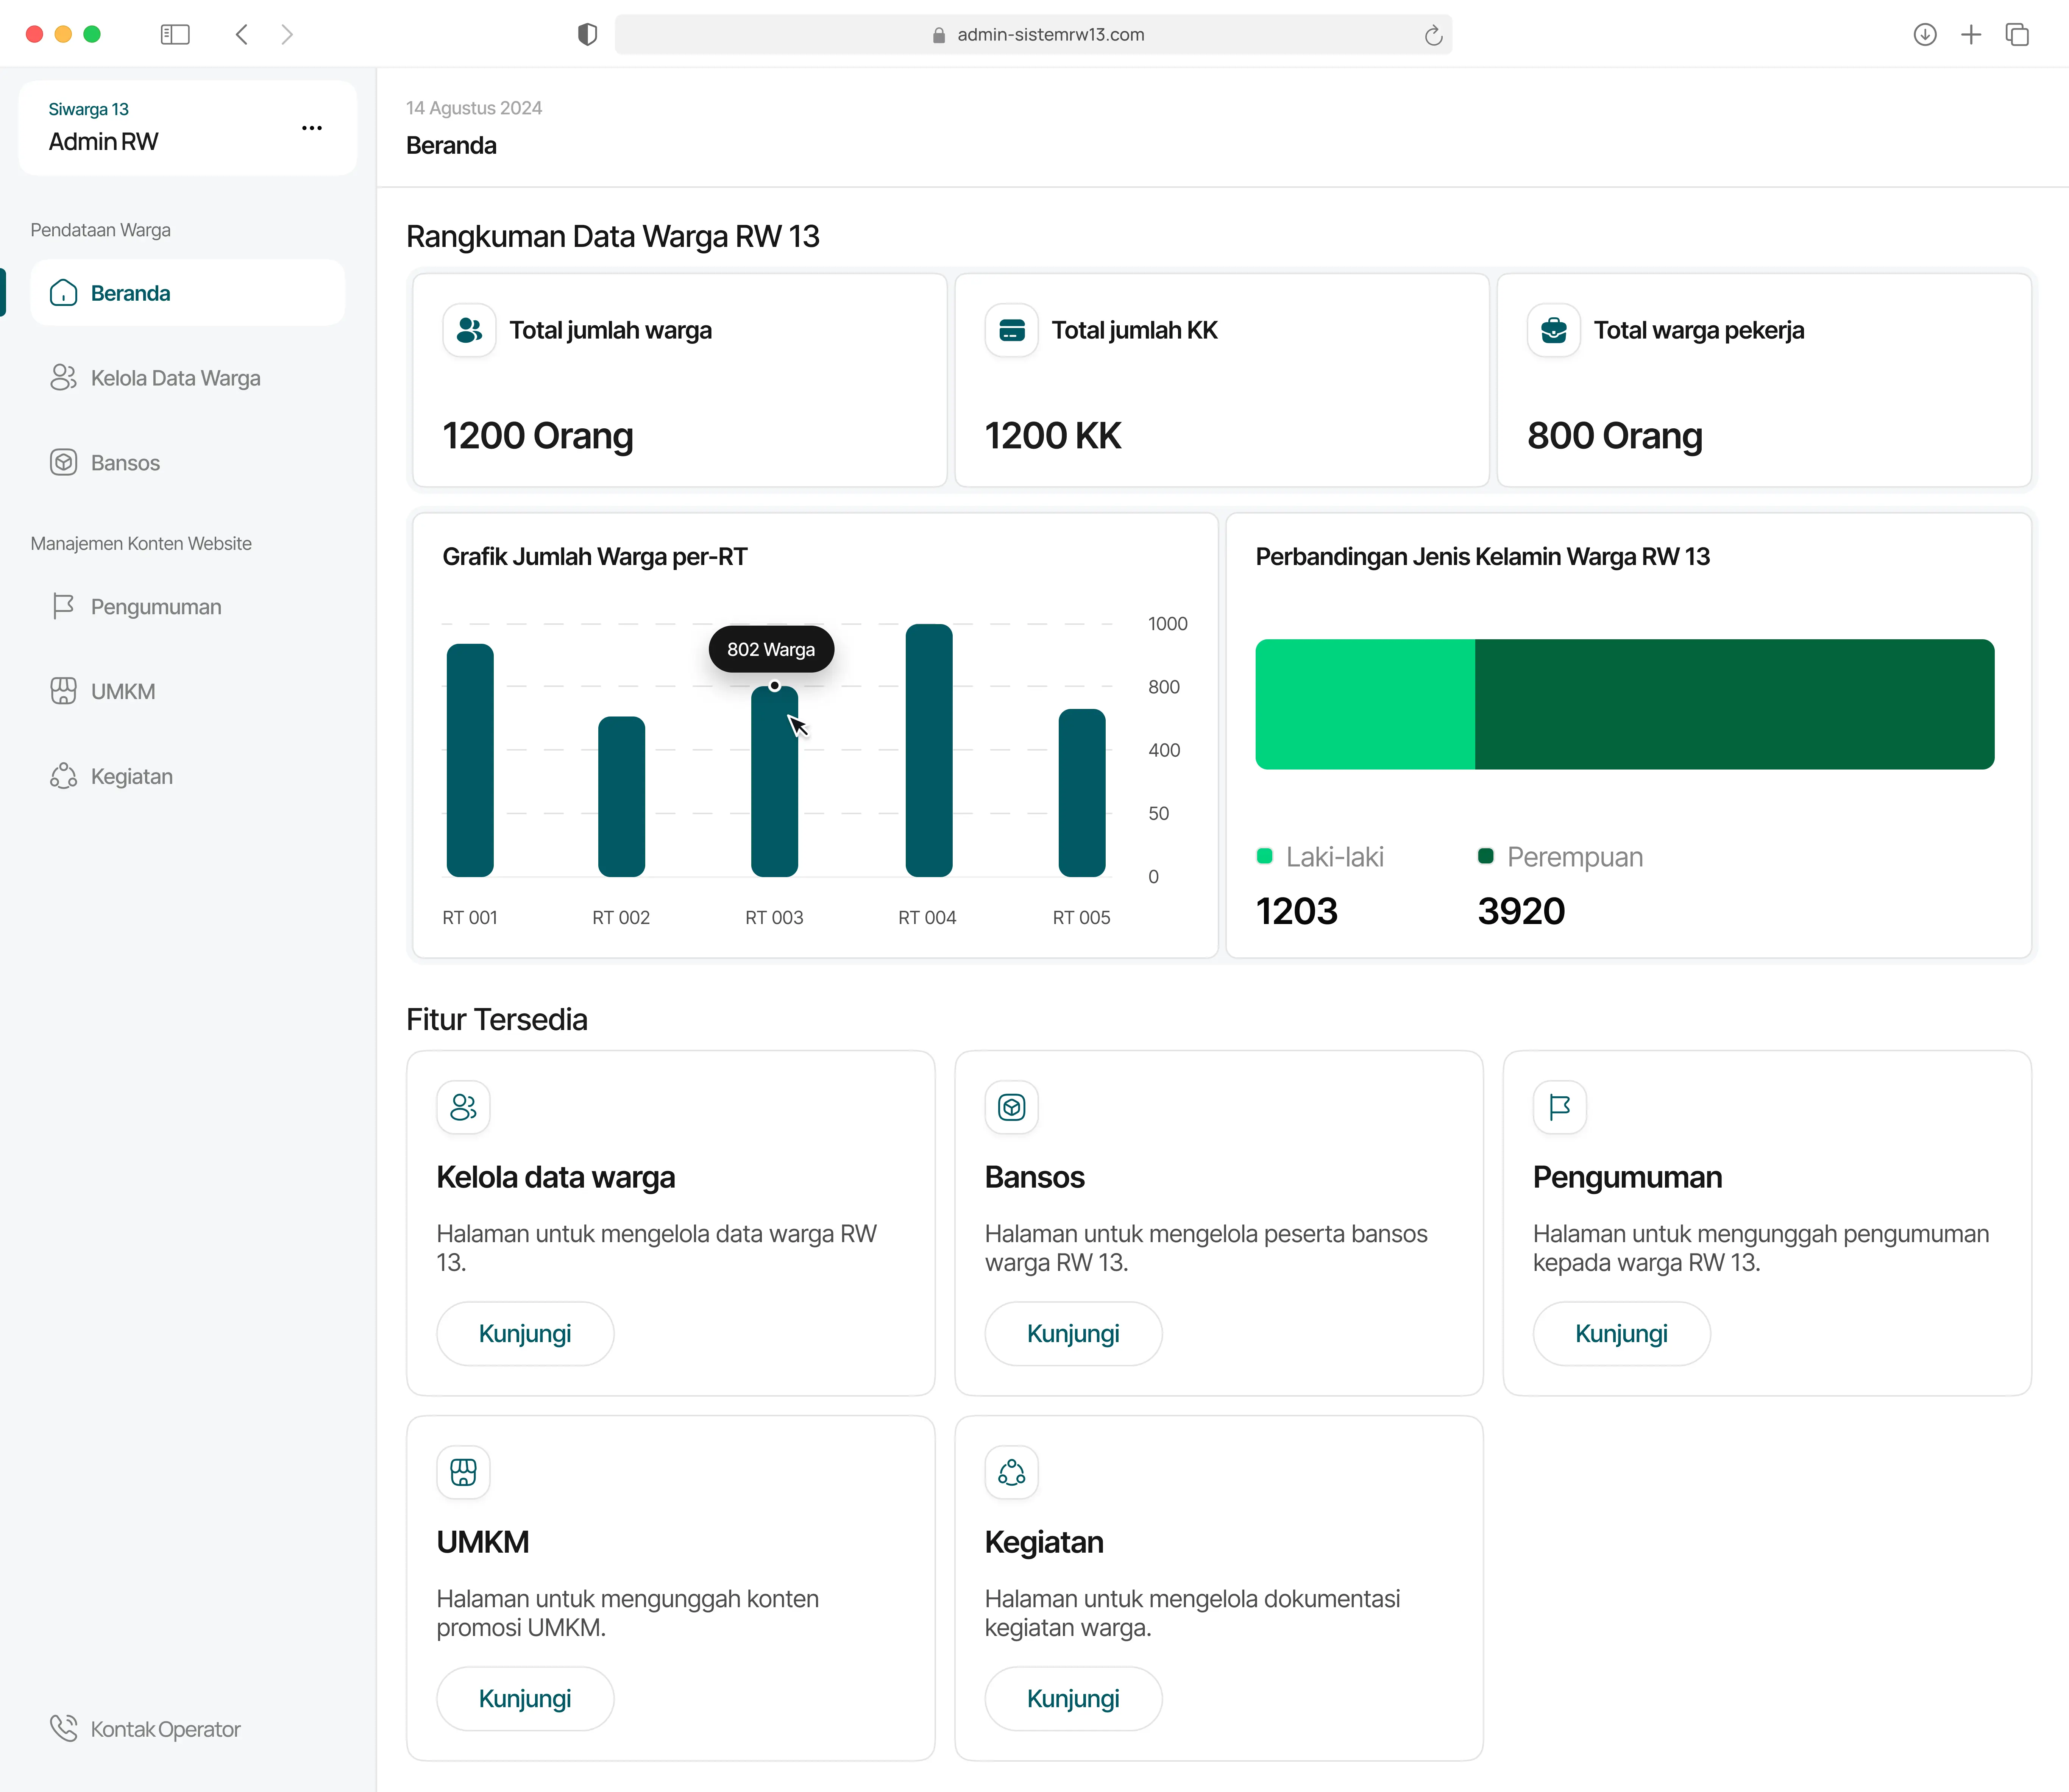 admin-sistemrw13.com
Siwarga 13
Admin RW
Pendataan Warga
Beranda
Kelola Data Warga
Bansos
Manajemen Konten Website
Pengumuman
UMKM
Kegiatan
Kontak Operator
14 Agustus 2024
Beranda
Rangkuman Data Warga RW 13
Total jumlah warga
1200 Orang
Total jumlah KK
1200 KK
Total warga pekerja
800 Orang
Grafik Jumlah Warga per-RT
802 Warga
1000
800
400
50
0
RT 001
RT 002
RT 003
RT 004
RT 005
Perbandingan Jenis Kelamin Warga RW 13
Laki-laki
1203
Perempuan
3920
Fitur Tersedia
Kelola data warga
Halaman untuk mengelola data warga RW
13.
Kunjungi
Bansos
Halaman untuk mengelola peserta bansos
warga RW 13.
Kunjungi
Pengumuman
Halaman untuk mengunggah pengumuman
kepada warga RW 13.
Kunjungi
UMKM
Halaman untuk mengunggah konten
promosi UMKM.
Kunjungi
Kegiatan
Halaman untuk mengelola dokumentasi
kegiatan warga.
Kunjungi